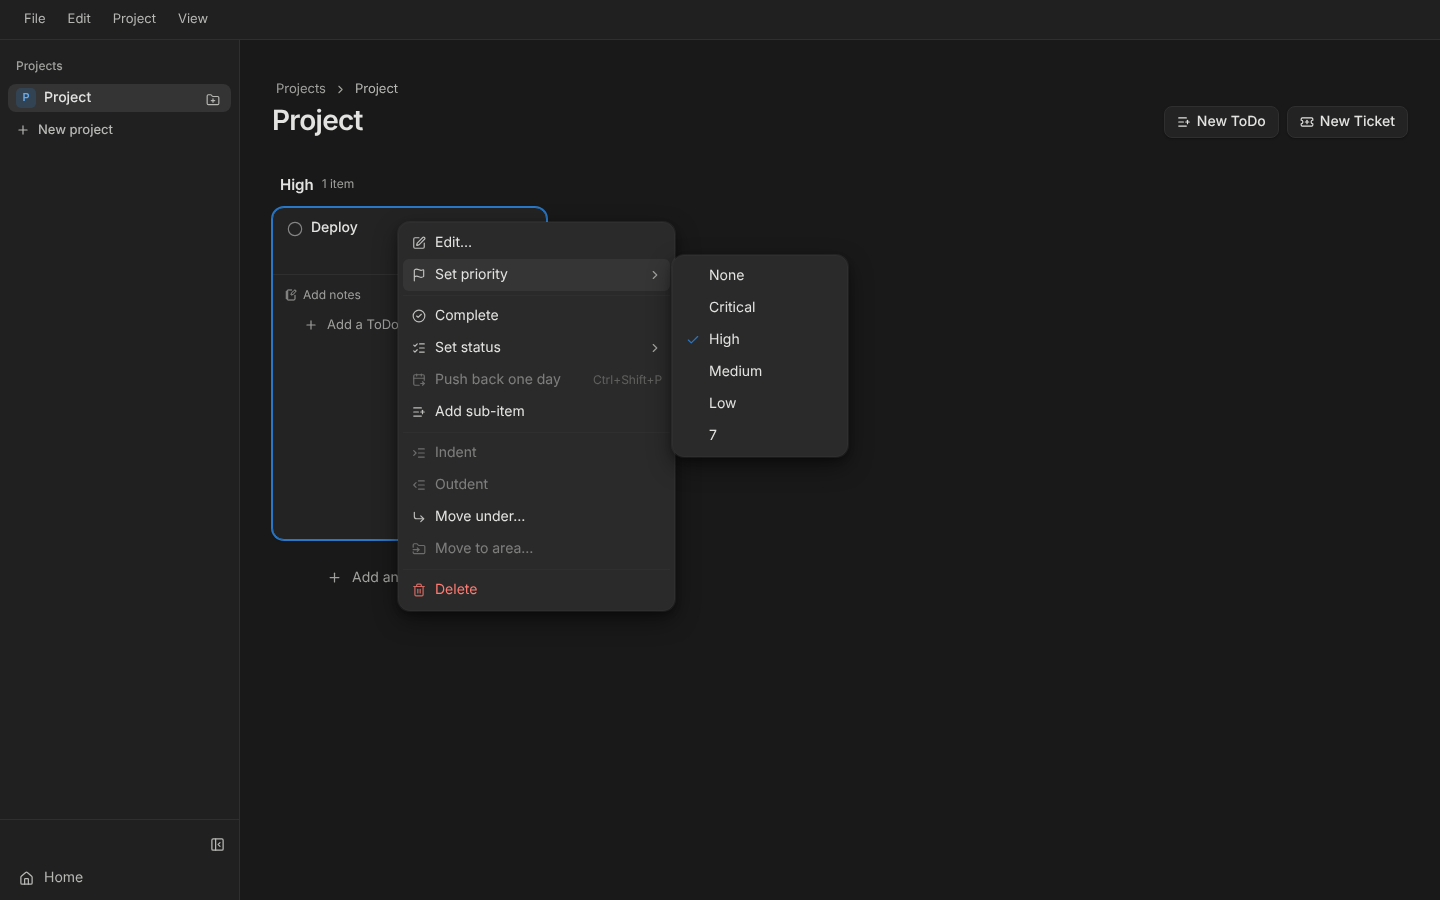 File Edit Project View
Projects
P Project
New project
Home
Projects > Project
Project
New ToDo
New Ticket
High 1 item
Deploy
Add notes
Add a ToDo
Add an
Edit...
Set priority
Complete
Set status
Push back one day Ctrl+Shift+P
Add sub-item
Indent
Outdent
Move under...
Move to area...
Delete
None
Critical
High
Medium
Low
7